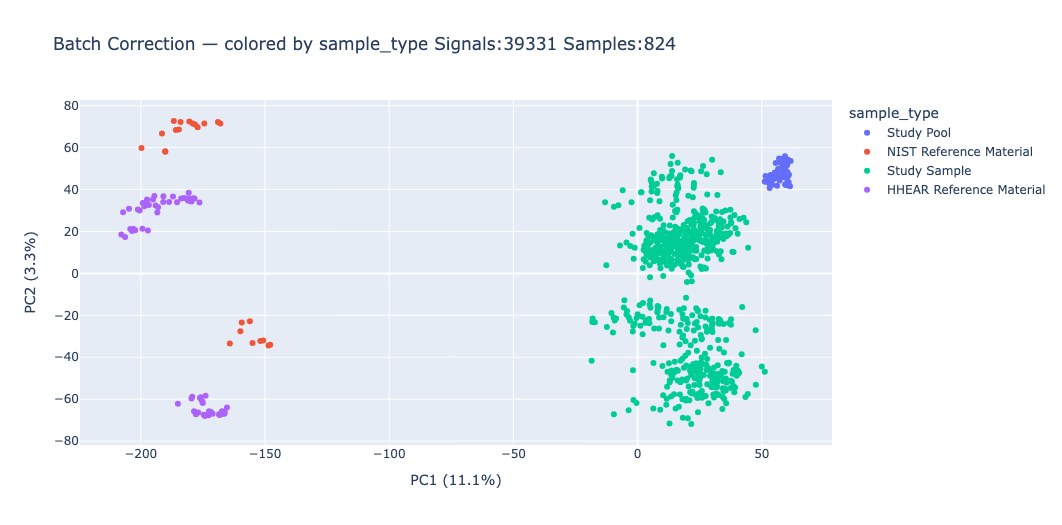 Batch Correction — colored by sample_type Signals:39331 Samples:824
sample_type
Study Pool
NIST Reference Material
Study Sample
HHEAR Reference Material
80
60
40
20
0
−20
−40
−60
−80
PC2 (3.3%)
−200
−150
−100
−50
0
50
PC1 (11.1%)